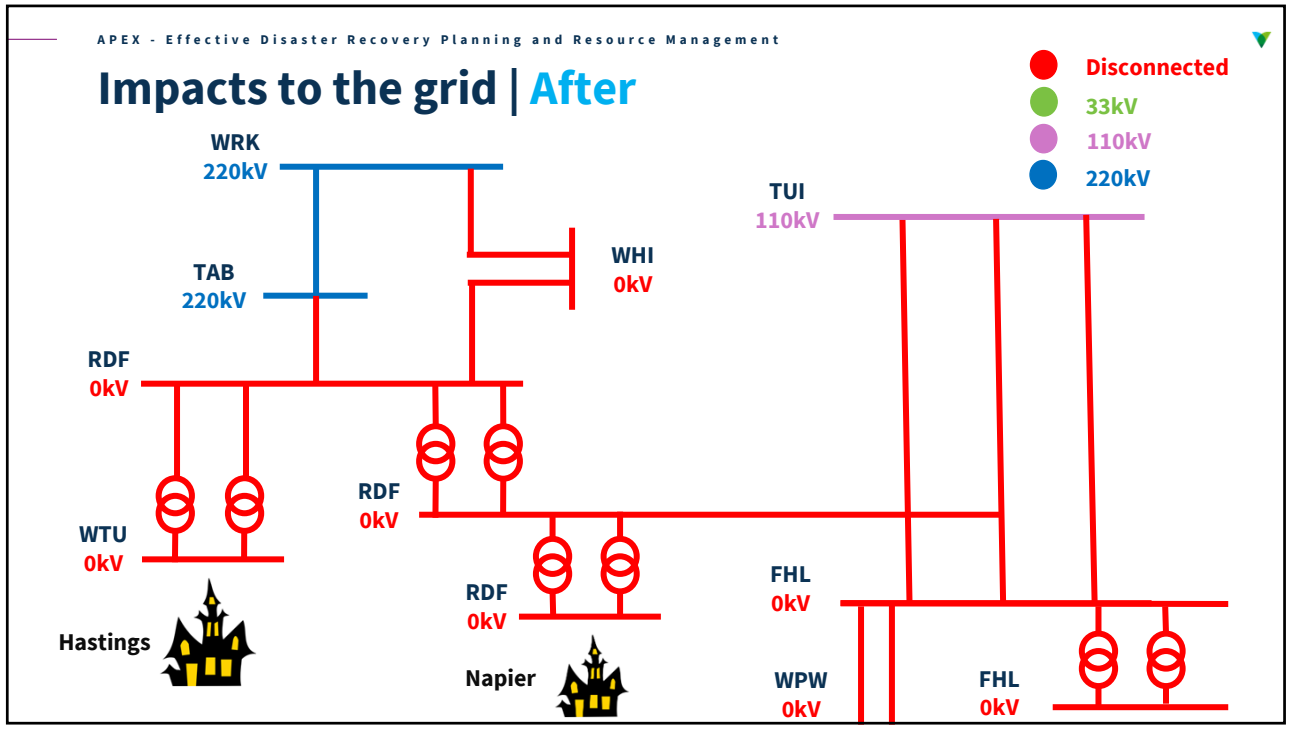 APEX - Effective Disaster Recovery Planning and Resource Management
Impacts to the grid | After
Disconnected
33kV
110kV
220kV
WRK
220kV
TUI
110kV
WHI
0kV
TAB
220kV
RDF
0kV
RDF
0kV
WTU
0kV
RDF
0kV
FHL
0kV
Hastings
Napier
WPW
0kV
FHL
0kV